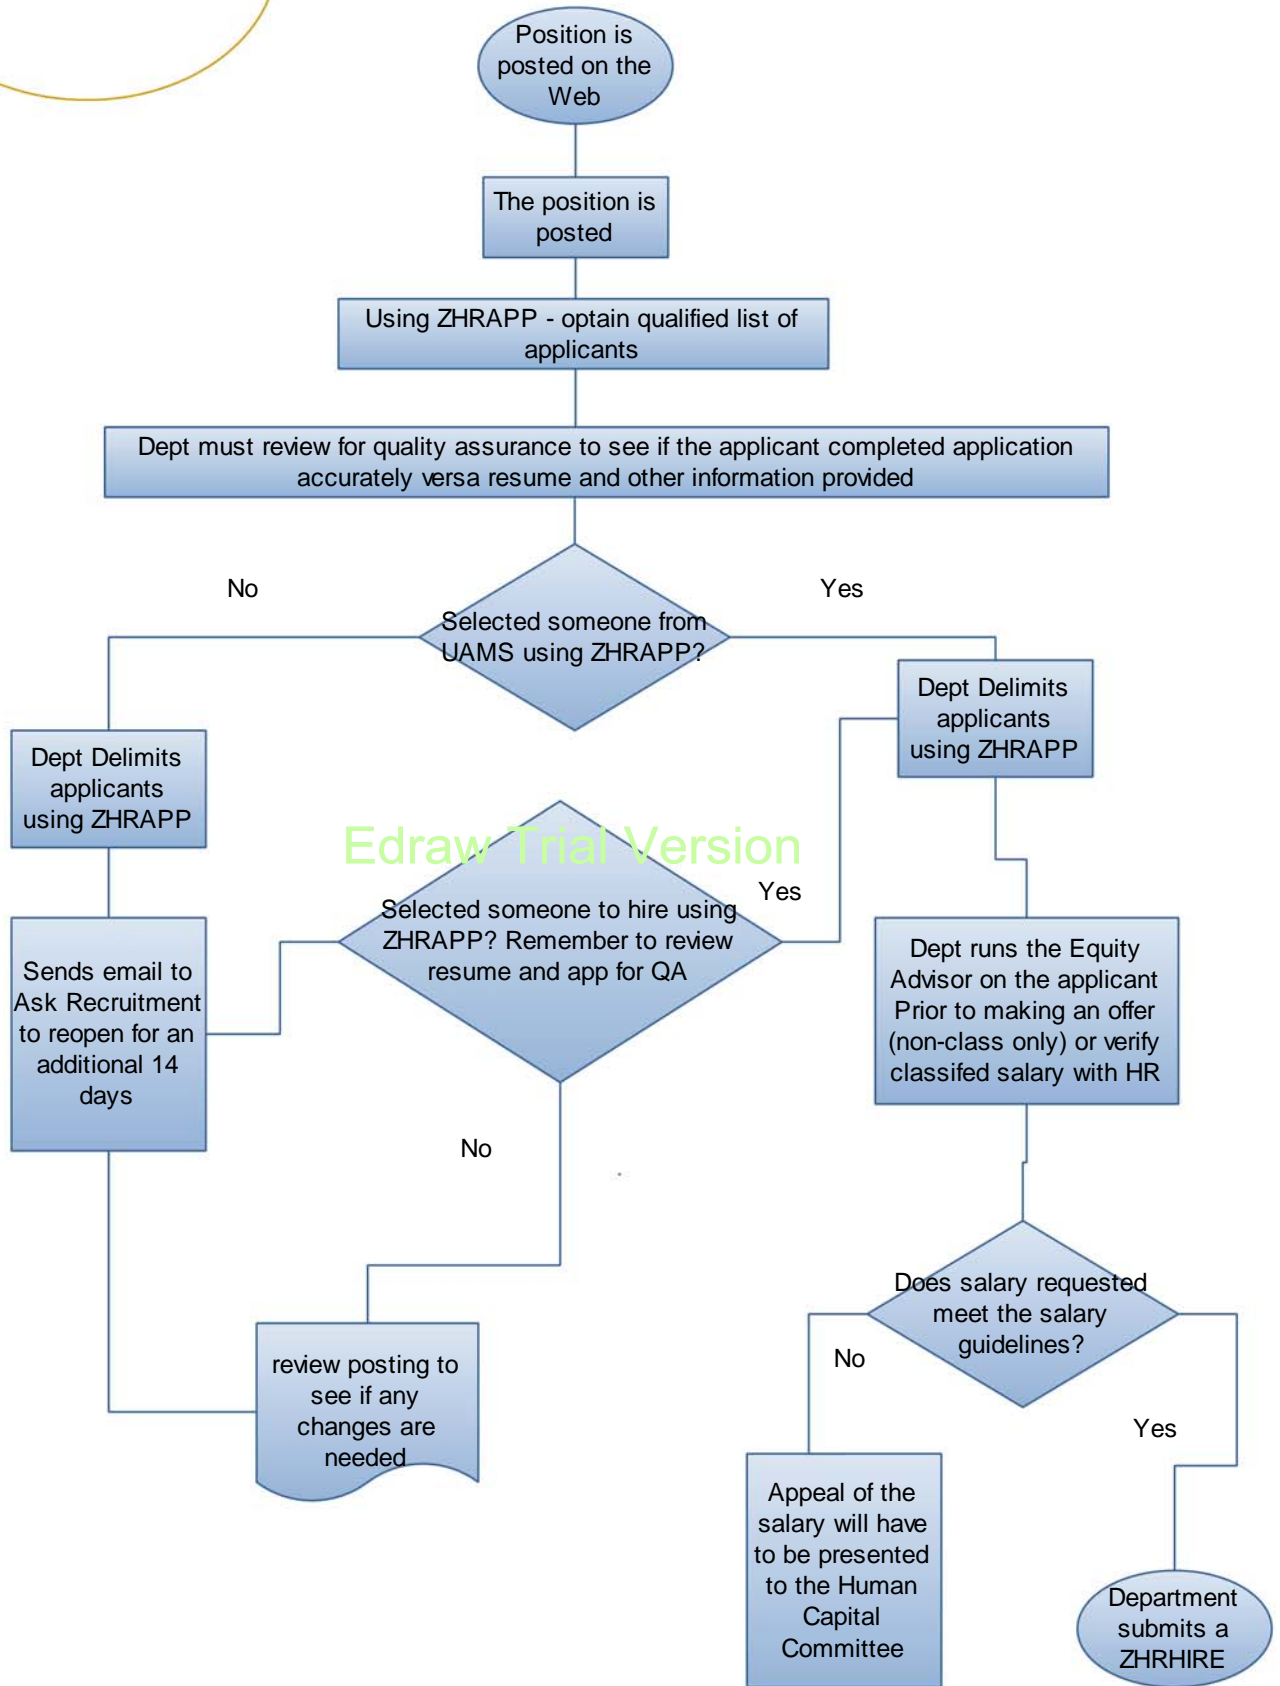 Position is
posted on the
Web
The position is
posted
Using ZHRAPP - optain qualified list of
applicants
Dept must review for quality assurance to see if the applicant completed application
accurately versa resume and other information provided
No
Yes
Selected someone from
UAMS using ZHRAPP?
Dept Delimits
applicants
using ZHRAPP
Dept Delimits
applicants
using ZHRAPP
Edraw Trial Version
Yes
Selected someone to hire using
ZHRAPP? Remember to review
resume and app for QA
Sends email to
Ask Recruitment
to reopen for an
additional 14
days
Dept runs the Equity
Advisor on the applicant
Prior to making an offer
(non-class only) or verify
classifed salary with HR
No
Does salary requested
meet the salary
guidelines?
No
Yes
review posting to
see if any
changes are
needed
Appeal of the
salary will have
to be presented
to the Human
Capital
Committee
Department
submits a
ZHRHIRE